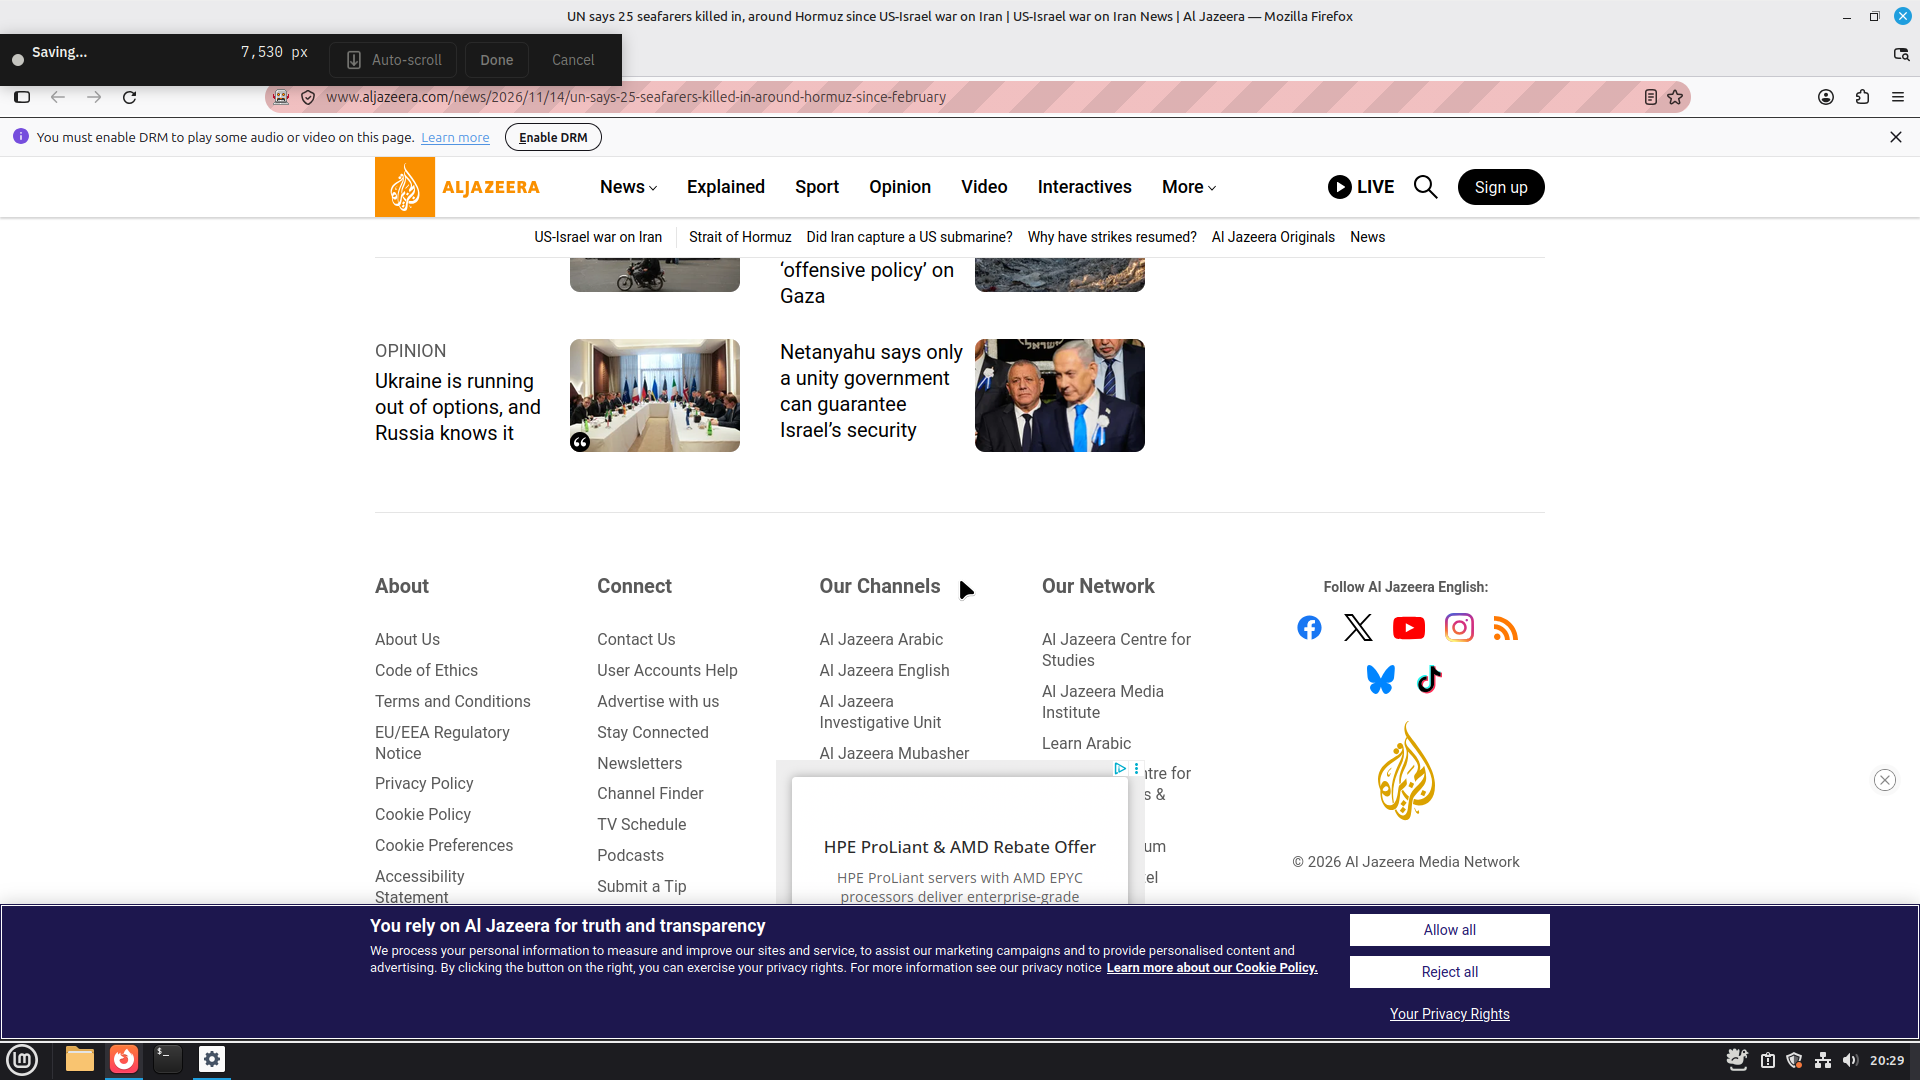 UN says 25 seafarers killed in, around Hormuz since US-Israel war on Iran | US-Israel war on Iran News | Al Jazeera — Mozilla Firefox
Saving...
7,530 px
Auto-scroll
Done
Cancel
www.aljazeera.com/news/2026/11/14/un-says-25-seafarers-killed-in-around-hormuz-since-february
You must enable DRM to play some audio or video on this page. Learn more
Enable DRM
ALJAZEERA
News
Explained
Sport
Opinion
Video
Interactives
More
LIVE
Sign up
US-Israel war on Iran
Strait of Hormuz
Did Iran capture a US submarine?
Why have strikes resumed?
Al Jazeera Originals
News
‘offensive policy’ on
Gaza
OPINION
Ukraine is running
out of options, and
Russia knows it
Netanyahu says only
a unity government
can guarantee
Israel’s security
About
About Us
Code of Ethics
Terms and Conditions
EU/EEA Regulatory
Notice
Privacy Policy
Cookie Policy
Cookie Preferences
Accessibility
Statement
Connect
Contact Us
User Accounts Help
Advertise with us
Stay Connected
Newsletters
Channel Finder
TV Schedule
Podcasts
Submit a Tip
Our Channels
Al Jazeera Arabic
Al Jazeera English
Al Jazeera
Investigative Unit
Al Jazeera Mubasher
Our Network
Al Jazeera Centre for
Studies
Al Jazeera Media
Institute
Learn Arabic
tre for
s &
um
el
Follow Al Jazeera English:
© 2026 Al Jazeera Media Network
HPE ProLiant & AMD Rebate Offer
HPE ProLiant servers with AMD EPYC
processors deliver enterprise-grade
You rely on Al Jazeera for truth and transparency
We process your personal information to measure and improve our sites and service, to assist our marketing campaigns and to provide personalised content and
advertising. By clicking the button on the right, you can exercise your privacy rights. For more information see our privacy notice Learn more about our Cookie Policy.
Allow all
Reject all
Your Privacy Rights
20:29